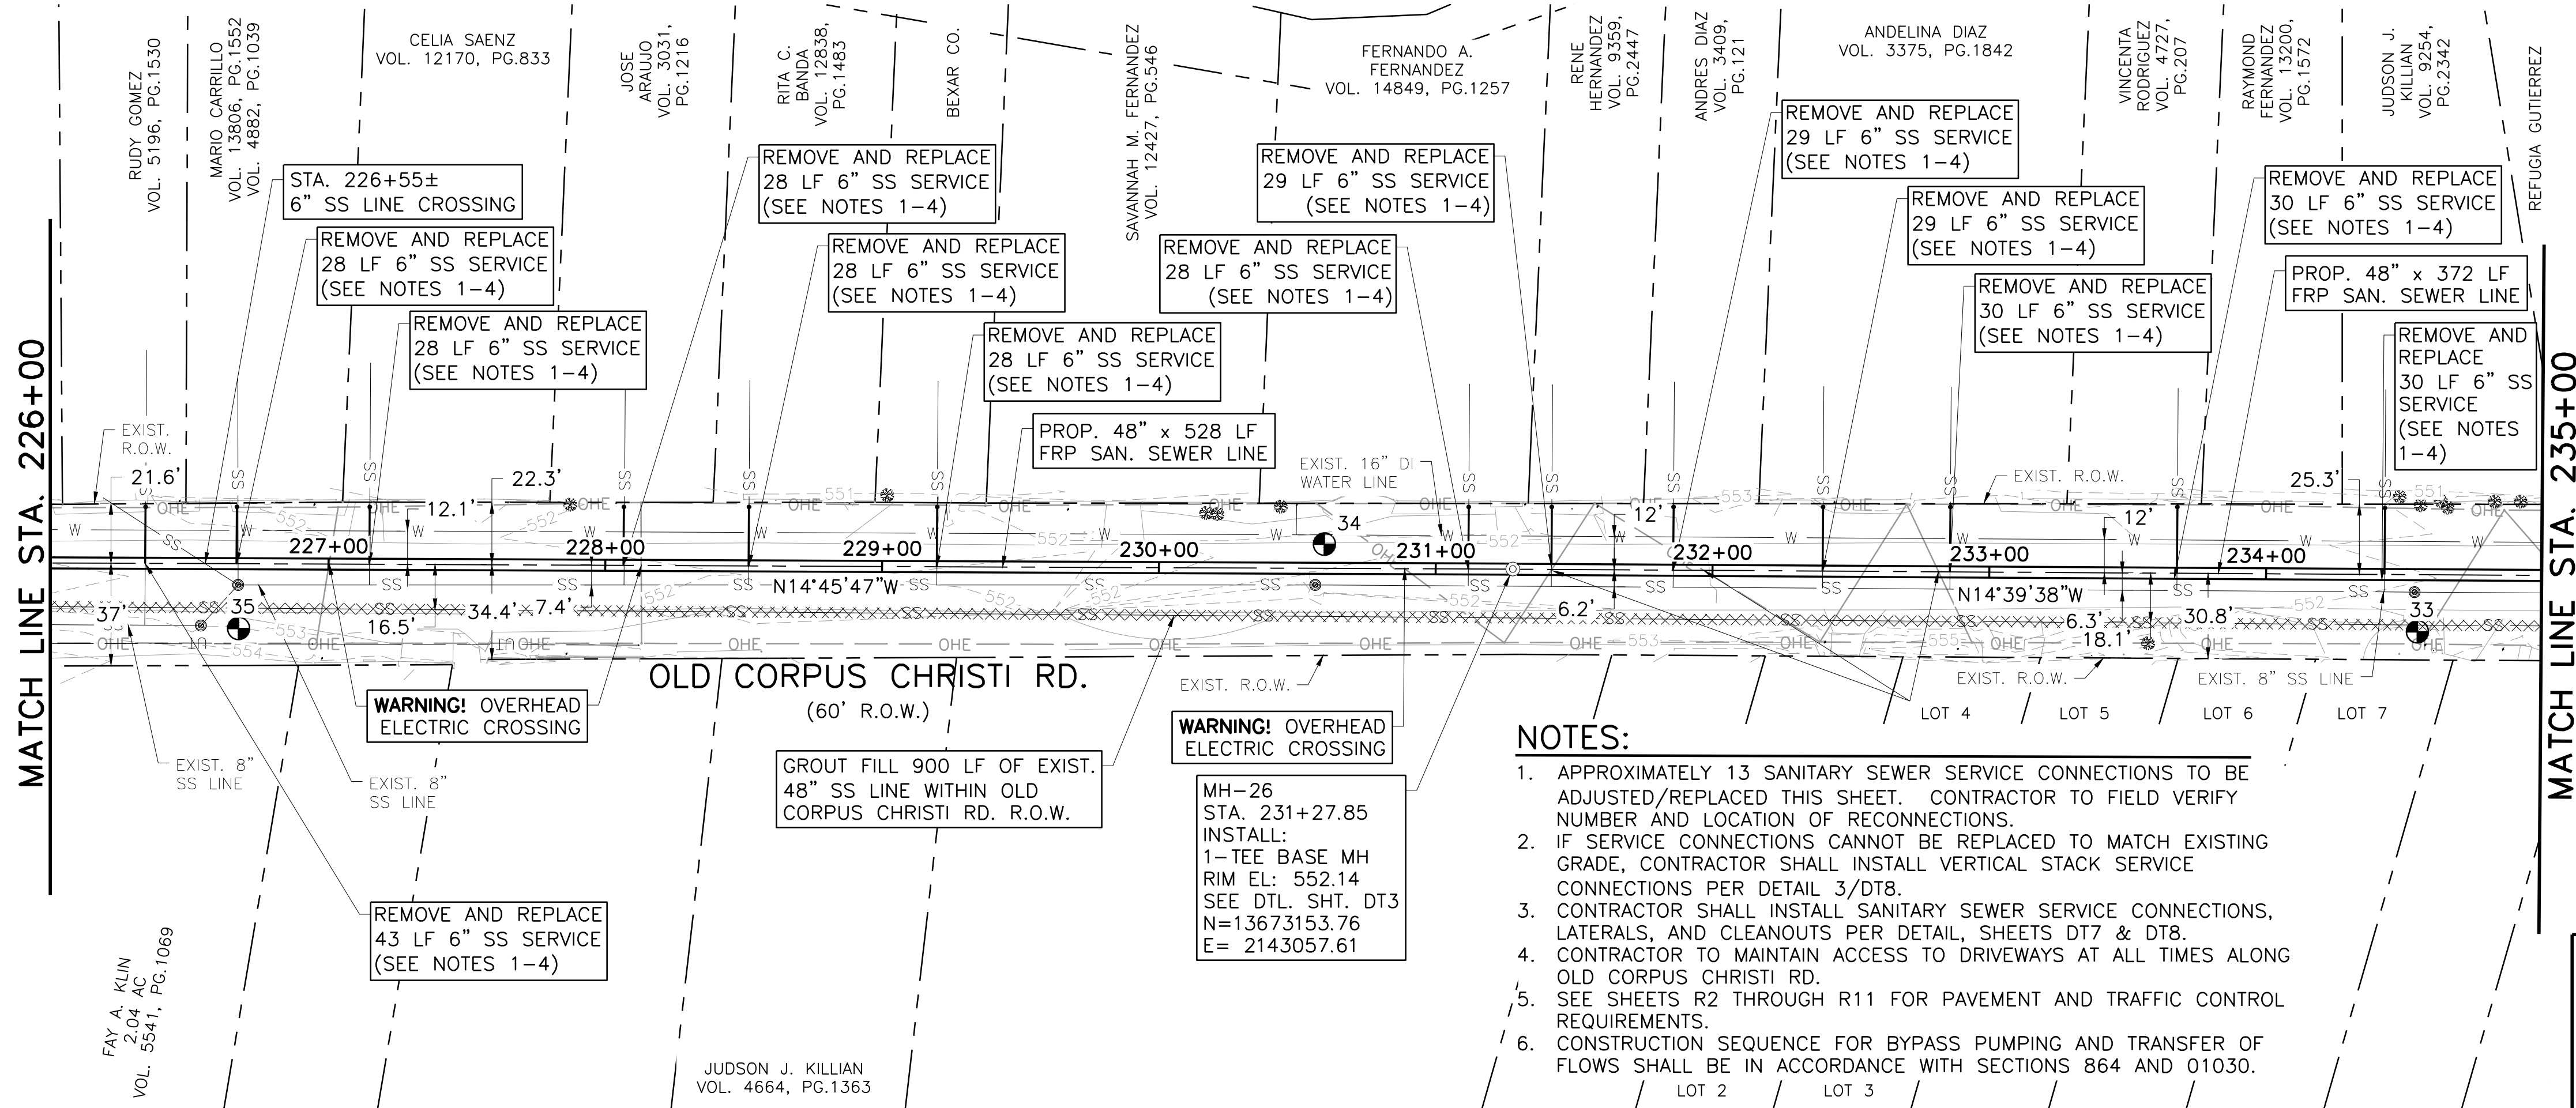 RUDY GOMEZ
VOL. 5196, PG.1530
MARIO CARRILLO
VOL. 13806, PG.1552
VOL. 4882, PG.1039
CELIA SAENZ
VOL. 12170, PG.833
JOSE
ARAUJO
VOL. 3031,
PG.1216
RITA C.
BANDA
VOL. 12838,
PG.1483
BEXAR CO.
SAVANNAH M. FERNANDEZ
VOL. 12427, PG.546
FERNANDO A.
FERNANDEZ
VOL. 14849, PG.1257
RENE
HERNANDEZ
VOL 9359,
PG.2447
ANDRES DIAZ
VOL. 3409,
PG.121
ANDELINA DIAZ
VOL. 3375, PG.1842
VINCENTA
RODRIGUEZ
VOL. 4727,
PG.207
RAYMOND
FERNANDEZ
VOL. 13200,
PG.1572
JUDSON J.
KILLIAN
VOL. 9254,
PG.2342
REFUGIA GUTIERREZ
STA. 226+55±
6" SS LINE CROSSING
REMOVE AND REPLACE
28 LF 6" SS SERVICE
(SEE NOTES 1-4)
REMOVE AND REPLACE
28 LF 6" SS SERVICE
(SEE NOTES 1-4)
REMOVE AND REPLACE
28 LF 6" SS SERVICE
(SEE NOTES 1-4)
REMOVE AND REPLACE
28 LF 6" SS SERVICE
(SEE NOTES 1-4)
REMOVE AND REPLACE
28 LF 6" SS SERVICE
(SEE NOTES 1-4)
PROP. 48" x 528 LF
FRP SAN. SEWER LINE
REMOVE AND REPLACE
29 LF 6" SS SERVICE
(SEE NOTES 1-4)
REMOVE AND REPLACE
28 LF 6" SS SERVICE
(SEE NOTES 1-4)
REMOVE AND REPLACE
29 LF 6" SS SERVICE
(SEE NOTES 1-4)
REMOVE AND REPLACE
29 LF 6" SS SERVICE
(SEE NOTES 1-4)
REMOVE AND REPLACE
30 LF 6" SS SERVICE
(SEE NOTES 1-4)
REMOVE AND REPLACE
30 LF 6" SS SERVICE
(SEE NOTES 1-4)
PROP. 48" x 372 LF
FRP SAN. SEWER LINE
REMOVE AND
REPLACE
30 LF 6" SS
SERVICE
(SEE NOTES
1-4)
MATCH LINE STA. 226+00
MATCH LINE STA. 235+00
EXIST.
R.O.W.
21.6'
12.1'
22.3'
EXIST. 16" DI
WATER LINE
34
12'
EXIST. R.O.W.
12'
25.3'
227+00
228+00
229+00
230+00
231+00
232+00
233+00
234+00
N14°45'47"W
N14°39'38"W
37'
35
16.5'
34.4'
7.4'
6.2'
6.3'
18.1'
30.8'
33
551
552
553
554
SS
W
OHE
UT
OLD CORPUS CHRISTI RD.
(60' R.O.W.)
EXIST. R.O.W.
EXIST. R.O.W.
EXIST. 8" SS LINE
WARNING! OVERHEAD
ELECTRIC CROSSING
WARNING! OVERHEAD
ELECTRIC CROSSING
EXIST. 8"
SS LINE
EXIST. 8"
SS LINE
GROUT FILL 900 LF OF EXIST.
48" SS LINE WITHIN OLD
CORPUS CHRISTI RD. R.O.W.
MH-26
STA. 231+27.85
INSTALL:
1-TEE BASE MH
RIM EL: 552.14
SEE DTL. SHT. DT3
N=13673153.76
E= 2143057.61
REMOVE AND REPLACE
43 LF 6" SS SERVICE
(SEE NOTES 1-4)
LOT 4
LOT 5
LOT 6
LOT 7
NOTES:
1. APPROXIMATELY 13 SANITARY SEWER SERVICE CONNECTIONS TO BE
ADJUSTED/REPLACED THIS SHEET. CONTRACTOR TO FIELD VERIFY
NUMBER AND LOCATION OF RECONNECTIONS.
2. IF SERVICE CONNECTIONS CANNOT BE REPLACED TO MATCH EXISTING
GRADE, CONTRACTOR SHALL INSTALL VERTICAL STACK SERVICE
CONNECTIONS PER DETAIL 3/DT8.
3. CONTRACTOR SHALL INSTALL SANITARY SEWER SERVICE CONNECTIONS,
LATERALS, AND CLEANOUTS PER DETAIL, SHEETS DT7 & DT8.
4. CONTRACTOR TO MAINTAIN ACCESS TO DRIVEWAYS AT ALL TIMES ALONG
OLD CORPUS CHRISTI RD.
5. SEE SHEETS R2 THROUGH R11 FOR PAVEMENT AND TRAFFIC CONTROL
REQUIREMENTS.
6. CONSTRUCTION SEQUENCE FOR BYPASS PUMPING AND TRANSFER OF
FLOWS SHALL BE IN ACCORDANCE WITH SECTIONS 864 AND 01030.
FAY A. KLIN
2.04 AC
VOL. 5541, PG.1069
JUDSON J. KILLIAN
VOL. 4664, PG.1363
LOT 2
LOT 3